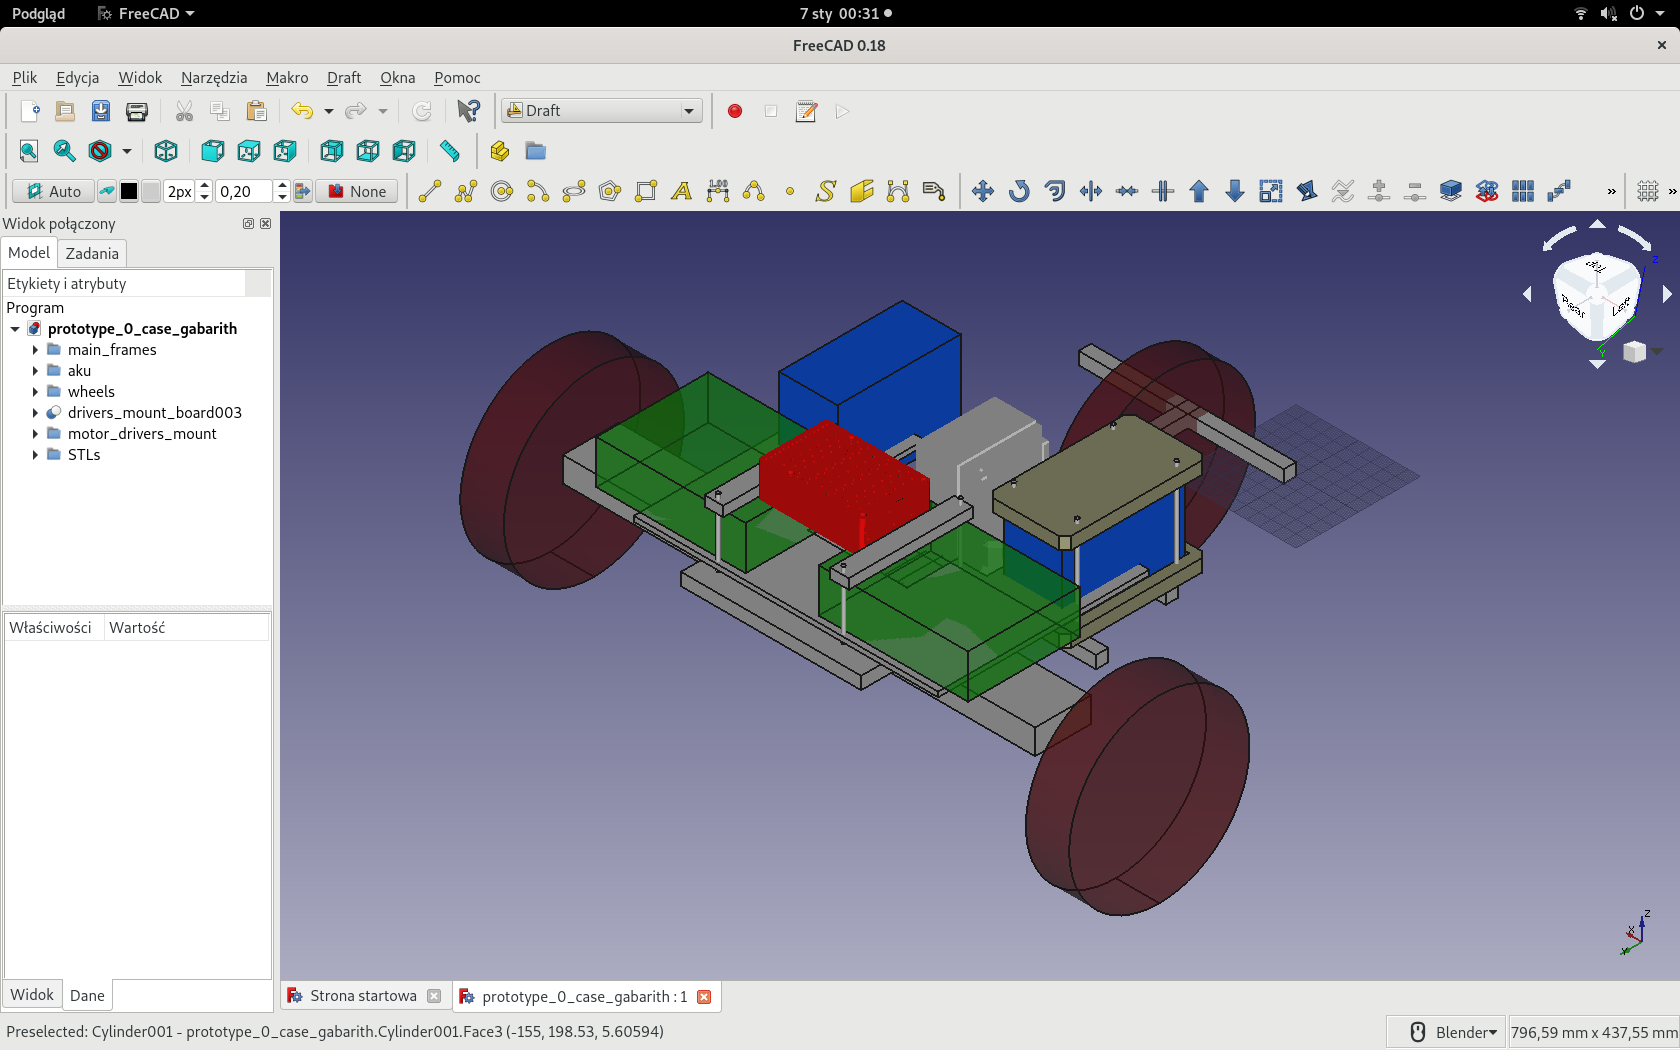 Podgląd FreeCAD 7 sty 00:31
FreeCAD 0.18
Plik Edycja Widok Narzędzia Makro Draft Okna Pomoc
Draft
Auto 2px 0,20 None
Widok połączony
Model Zadania
Etykiety i atrybuty
Program
prototype_0_case_gabarith
main_frames
aku
wheels
drivers_mount_board003
motor_drivers_mount
STLs
Właściwości Wartość
Widok Dane
Rear
Left
Z
Y
Z
X
Y
Strona startowa prototype_0_case_gabarith : 1
Preselected: Cylinder001 - prototype_0_case_gabarith.Cylinder001.Face3 (-155, 198.53, 5.60594) Blender 796,59 mm x 437,55 mm